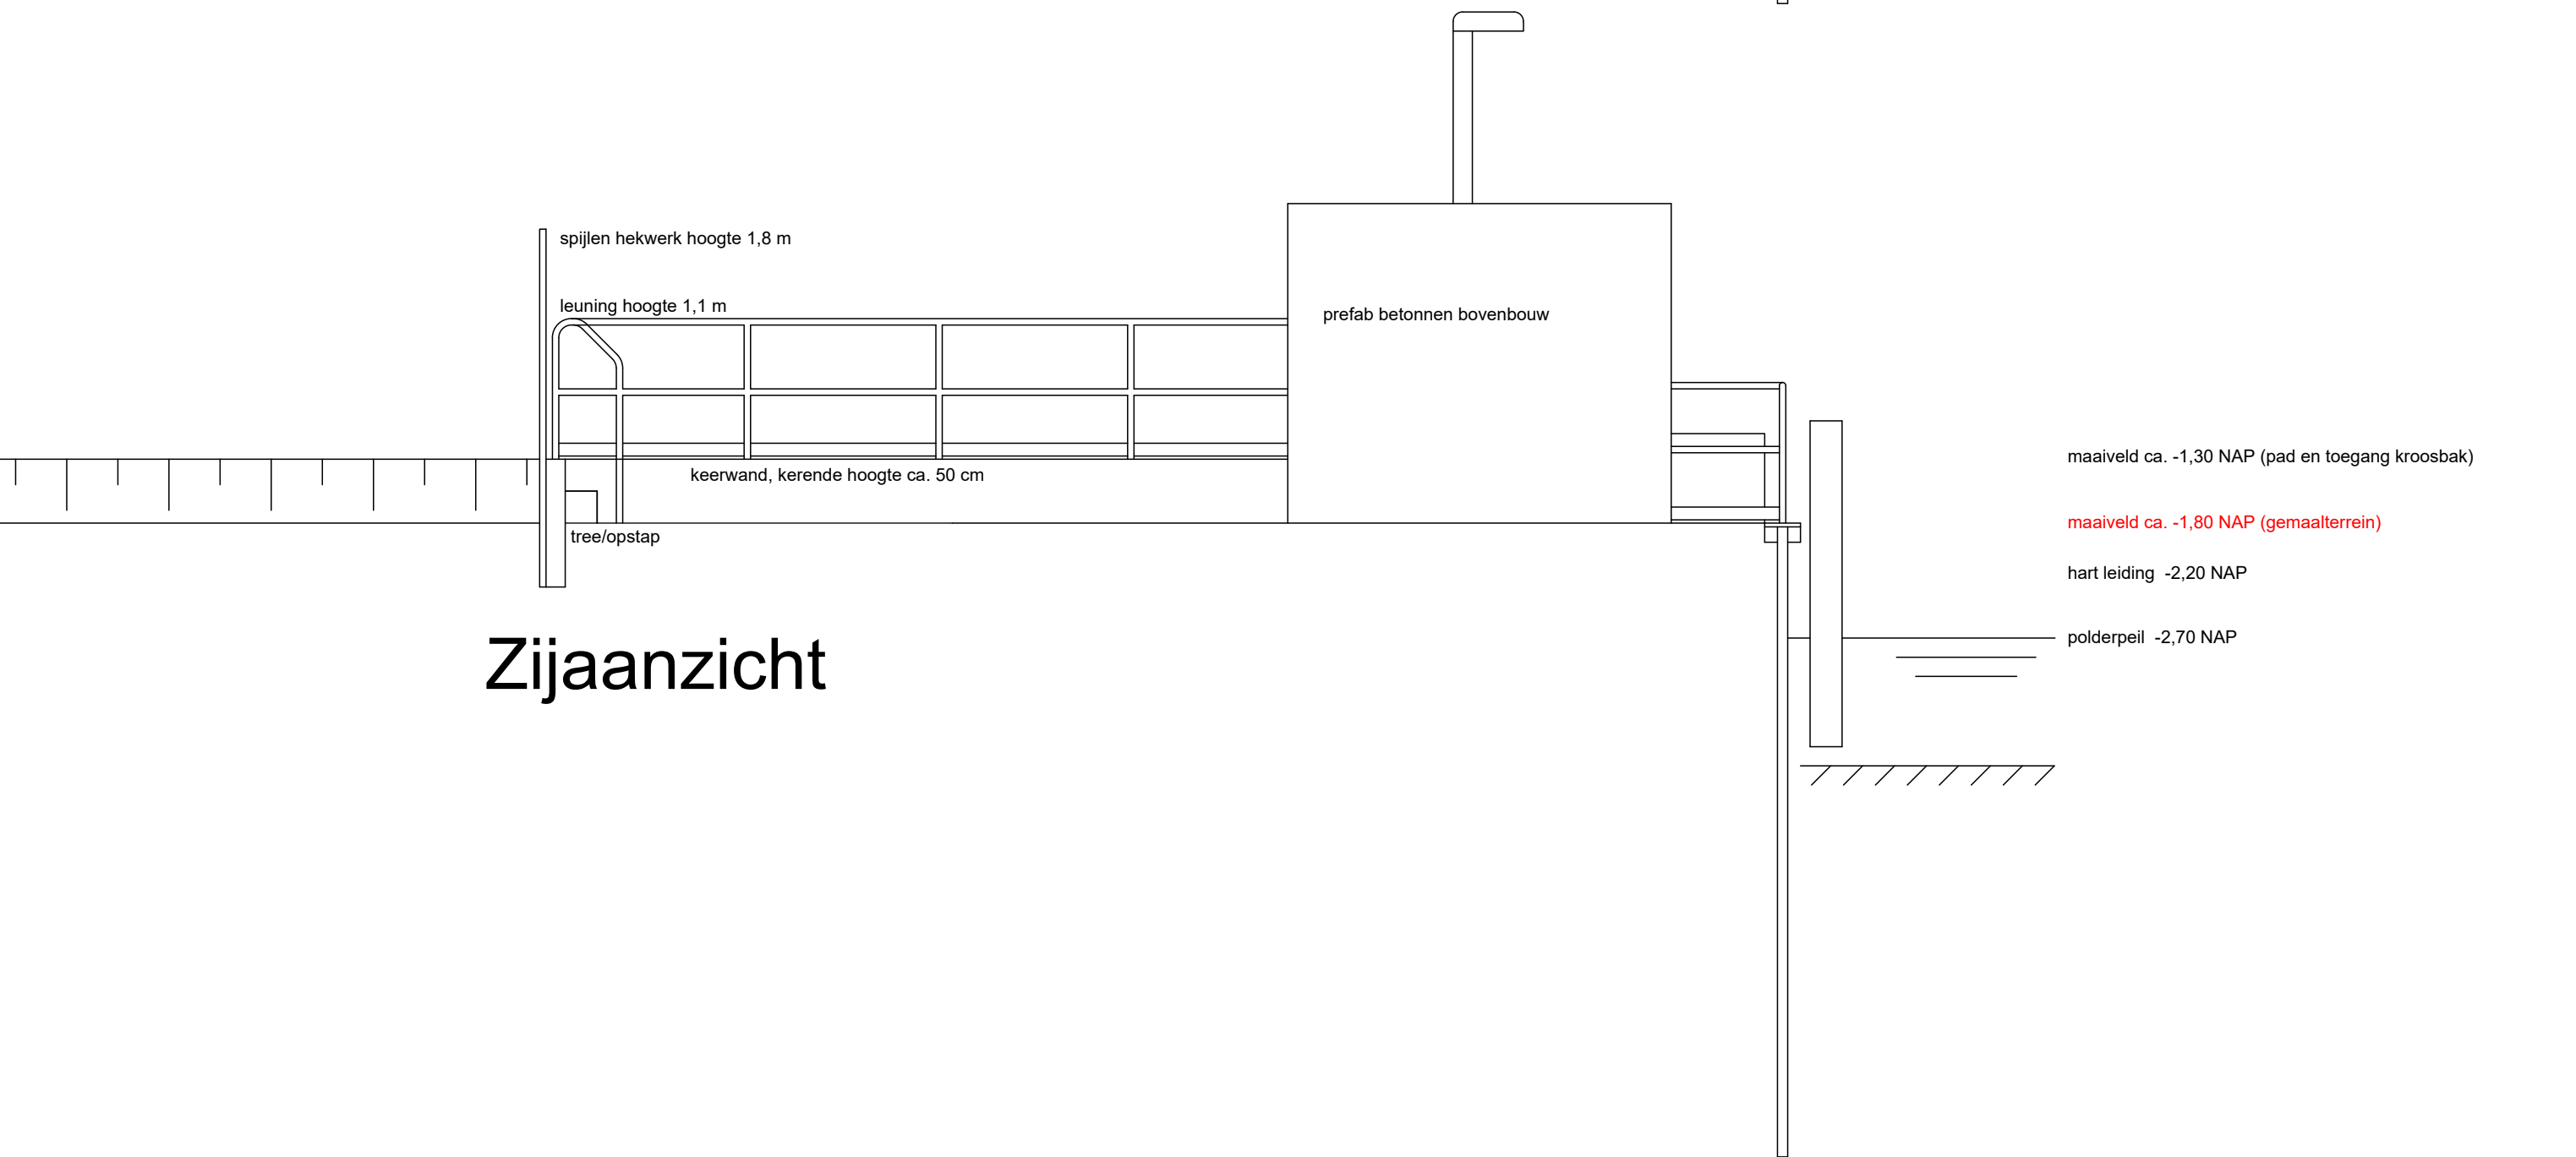 spijlen hekwerk hoogte 1,8 m
leuning hoogte 1,1 m
prefab betonnen bovenbouw
keerwand, kerende hoogte ca. 50 cm
tree/opstap
maaiveld ca. -1,30 NAP (pad en toegang kroosbak)
maaiveld ca. -1,80 NAP (gemaalterrein)
hart leiding -2,20 NAP
polderpeil -2,70 NAP
Zijaanzicht